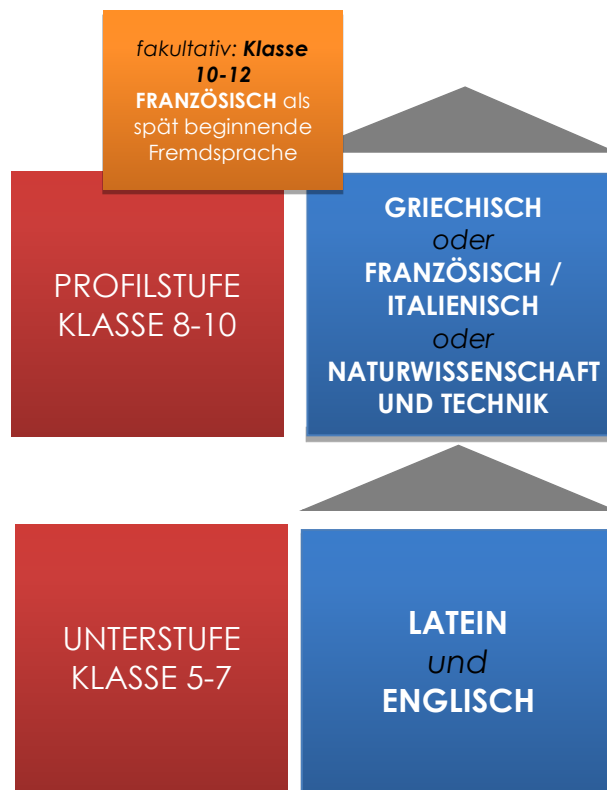 fakultativ: Klasse
10-12
FRANZÖSISCH als
spät beginnende
Fremdsprache
PROFILSTUFE
KLASSE 8-10
GRIECHISCH
oder
FRANZÖSISCH /
ITALIENISCH
oder
NATURWISSENSCHAFT
UND TECHNIK
UNTERSTUFE
KLASSE 5-7
LATEIN
und
ENGLISCH